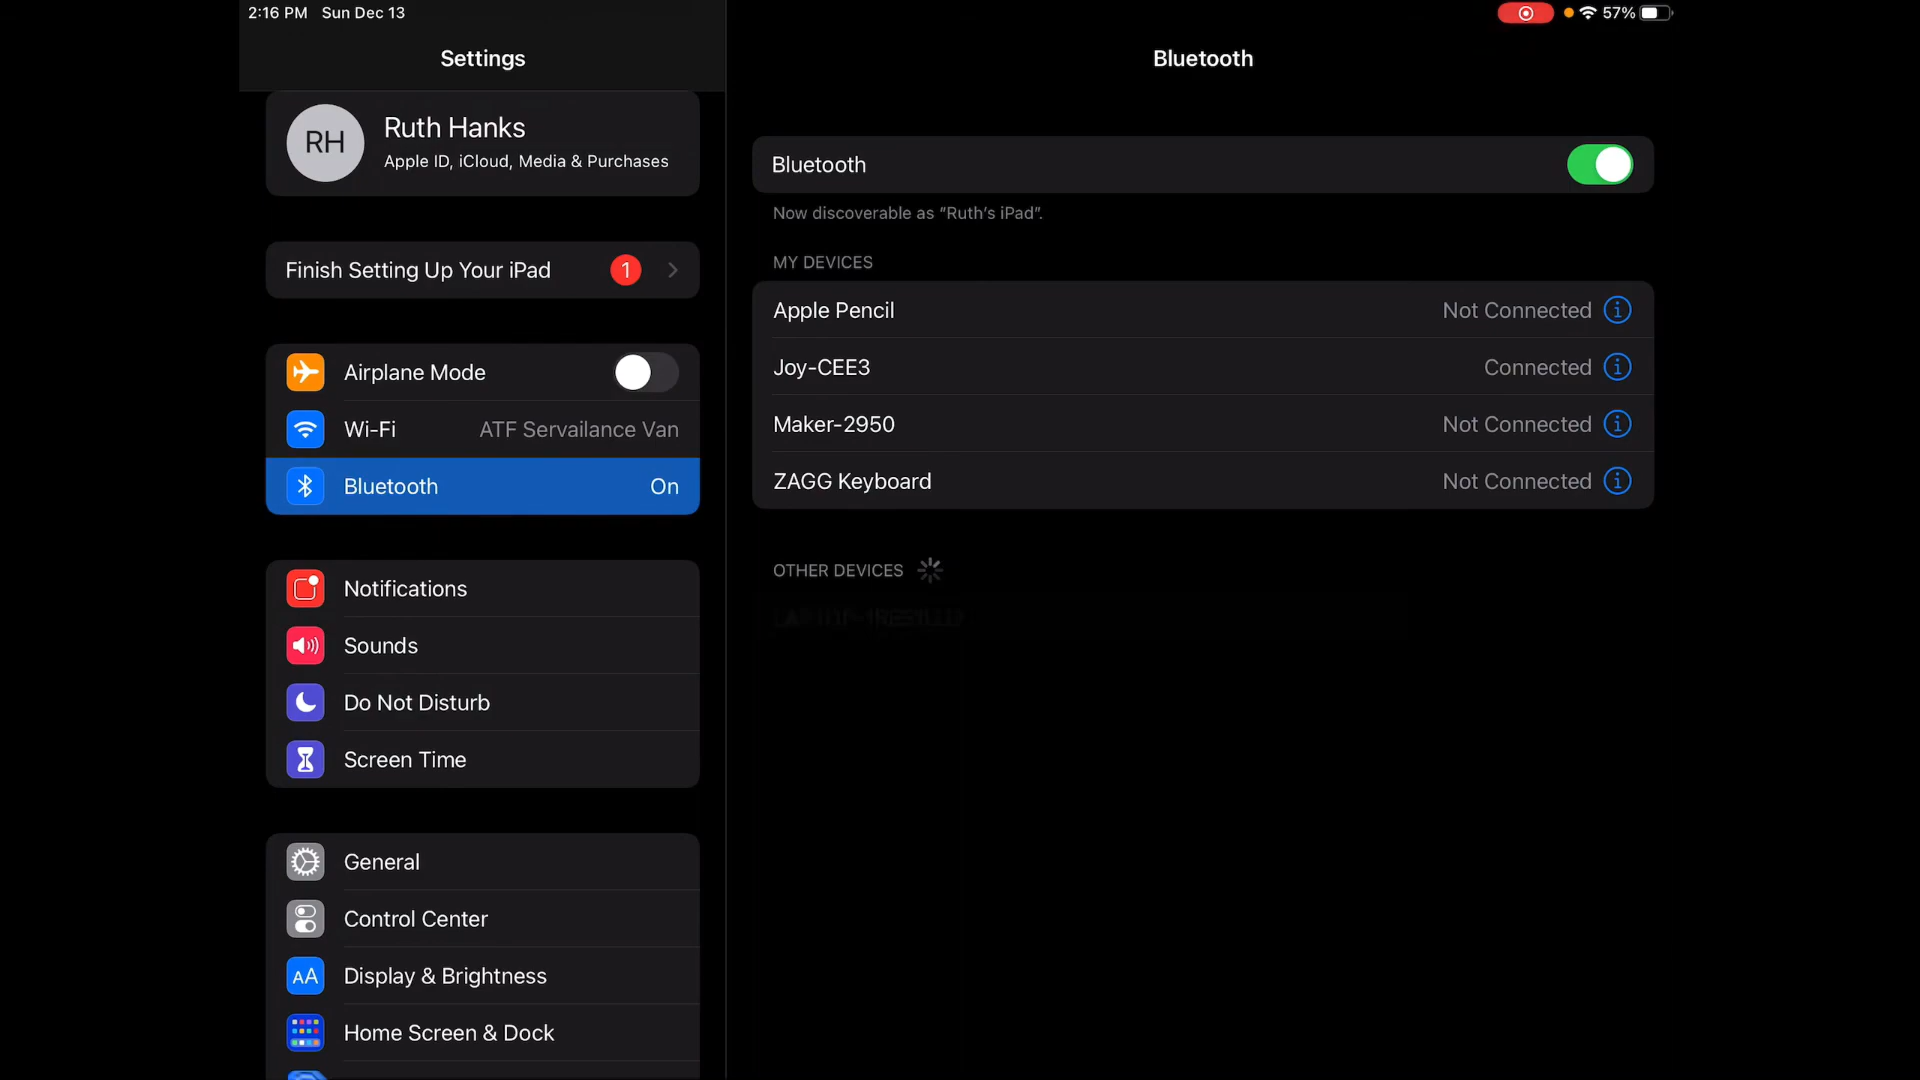 2:16 PM Sun Dec 13
57%
Settings
RH
Ruth Hanks
Apple ID, iCloud, Media & Purchases
Finish Setting Up Your iPad 1
Airplane Mode
Wi-Fi ATF Servailance Van
Bluetooth On
Notifications
Sounds
Do Not Disturb
Screen Time
General
Control Center
AA Display & Brightness
Home Screen & Dock
Bluetooth
Bluetooth
Now discoverable as “Ruth’s iPad”.
MY DEVICES
Apple Pencil Not Connected
Joy-CEE3 Connected
Maker-2950 Not Connected
ZAGG Keyboard Not Connected
OTHER DEVICES